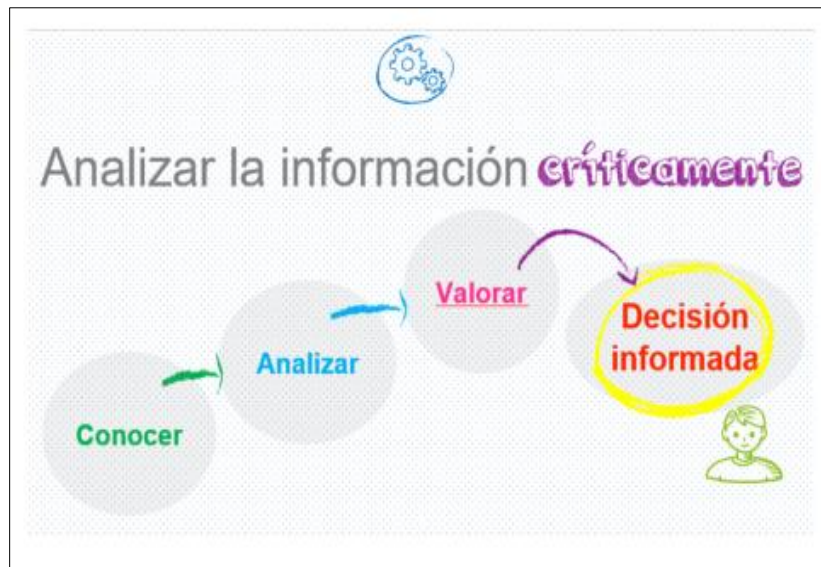 Analizar la información críticamente
Conocer
Analizar
Valorar
Decisión
informada